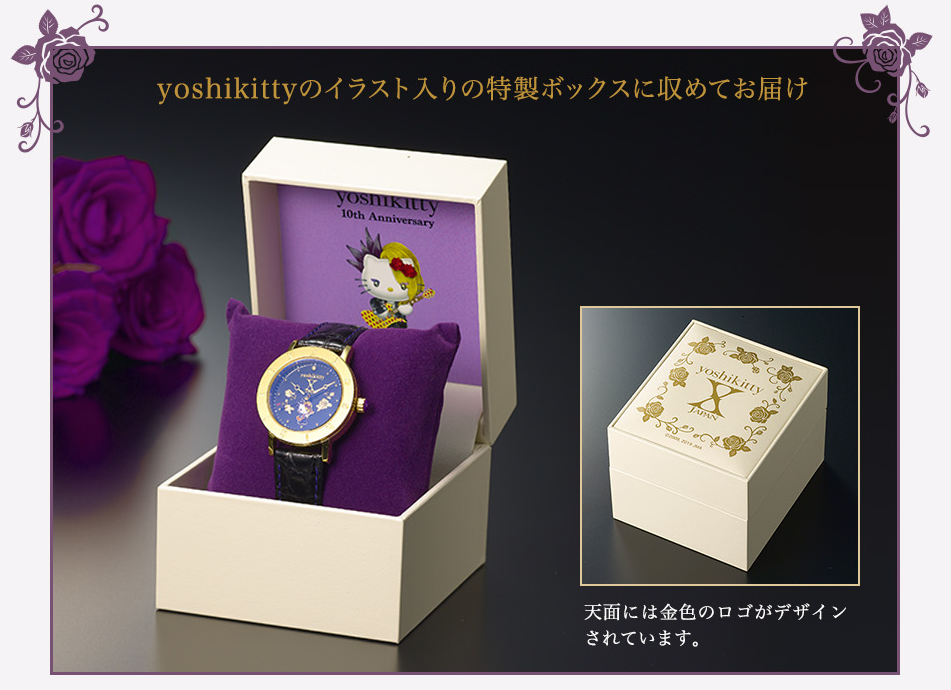 yoshikittyのイラスト入りの特製ボックスに収めてお届け
yoshikitty
10th Anniversary
yoshikitty
X
yoshikitty
X
JAPAN
天面には金色のロゴがデザイン
されています。